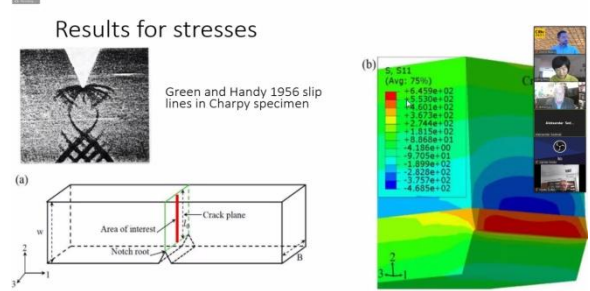 Results for stresses
Green and Handy 1956 slip
lines in Charpy specimen
(a)
w
Area of interest
Crack plane
Notch root
B
2
3
1
(b)
S, S11
(Avg: 75%)
+6.459e+02
+5.530e+02
+4.601e+02
+3.673e+02
+2.744e+02
+1.815e+02
+8.868e+01
-4.186e+00
-9.705e+01
-1.899e+02
-2.828e+02
-3.757e+02
-4.685e+02
2
3
1